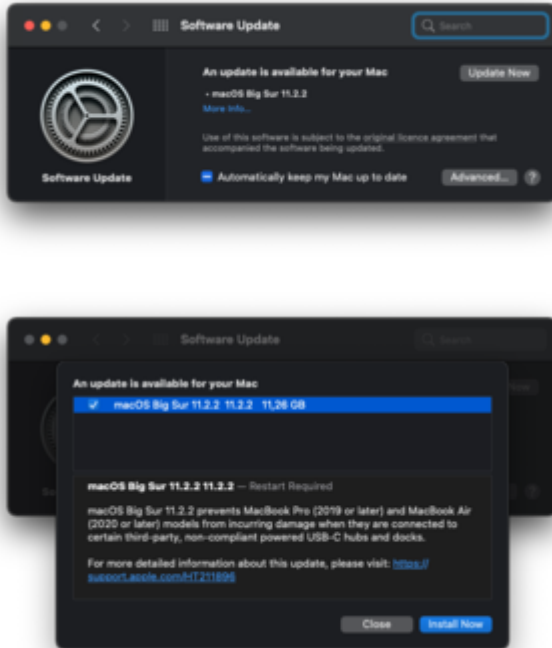 Software Update
Search
An update is available for your Mac
Update Now
• macOS Big Sur 11.2.2
More info...
Use of this software is subject to the original licence agreement that
accompanied the software being updated.
Software Update
Automatically keep my Mac up to date
Advanced...
?
Software Update
Search
Now
An update is available for your Mac
macOS Big Sur 11.2.2 11.2.2 11,26 GB
macOS Big Sur 11.2.2 11.2.2 — Restart Required
macOS Big Sur 11.2.2 prevents MacBook Pro (2019 or later) and MacBook Air
(2020 or later) models from incurring damage when they are connected to
certain third-party, non-compliant powered USB-C hubs and docks.
For more detailed information about this update, please visit: https://
support.apple.com/HT211896
Close
Install Now